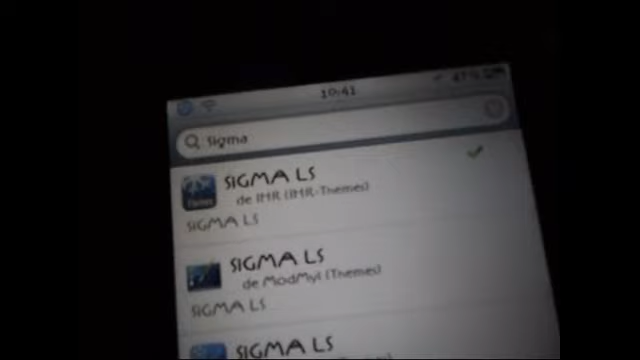 10:41
sigma
SIGMA LS
de IHR (IHR-Themes)
SIGMA LS
SIGMA LS
de ModMyI (Themes)
SIGMA LS
SIGMA LS